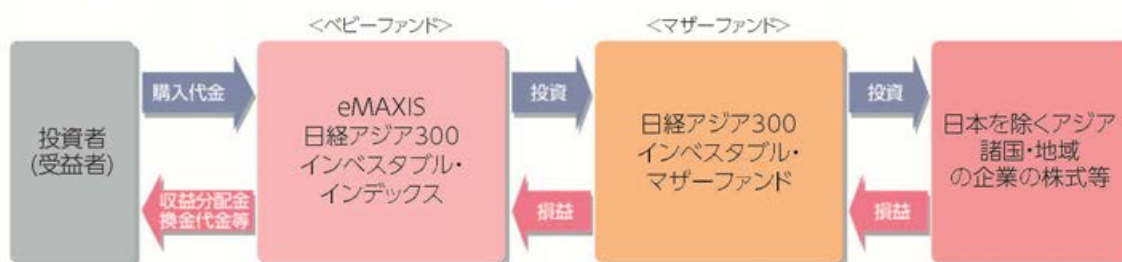 <ベビーファンド>
<マザーファンド>
投資者
(受益者)
購入代金
収益分配金
換金代金等
eMAXIS
日経アジア300
インベスタブル・
インデックス
投資
損益
日経アジア300
インベスタブル・
マザーファンド
投資
損益
日本を除くアジア
諸国・地域
の企業の株式等